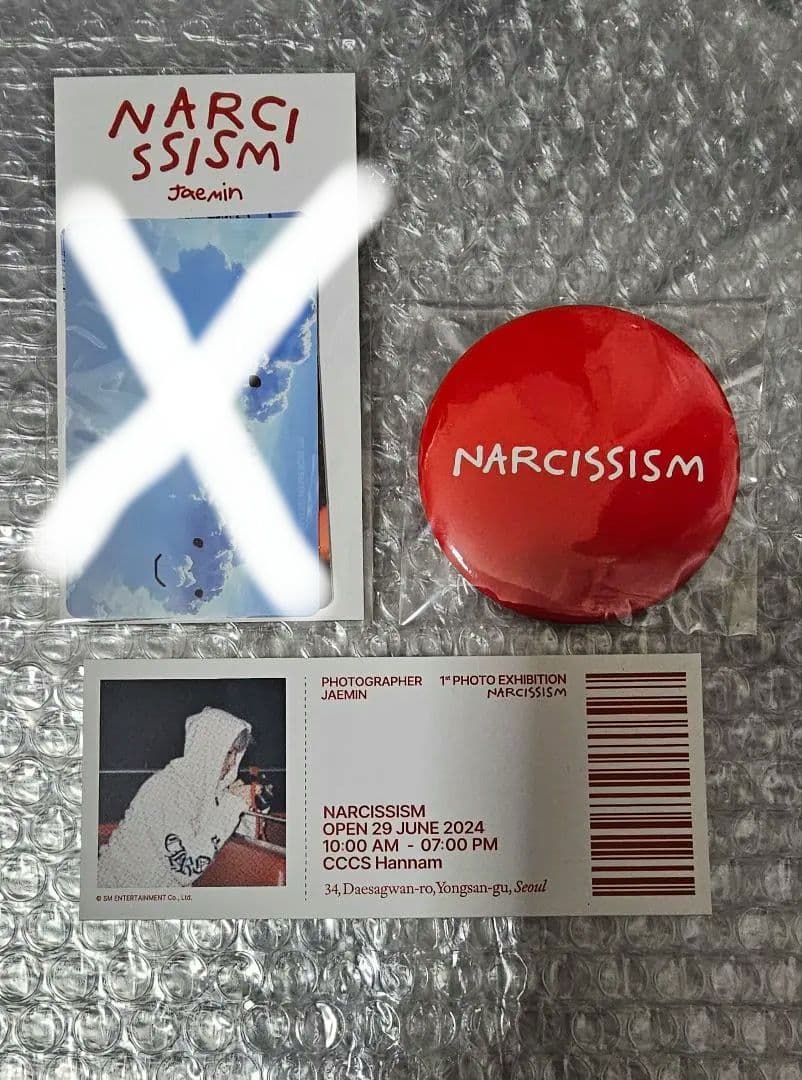 NARCI
SSISM
Jaemin
NARCISSISM
PHOTOGRAPHER
JAEMIN
1st PHOTO EXHIBITION
NARCISSISM
NARCISSISM
OPEN 29 JUNE 2024
10:00 AM - 07:00 PM
CCCS Hannam
34, Daesagwan-ro, Yongsan-gu, Seoul
© SM ENTERTAINMENT Co., Ltd.